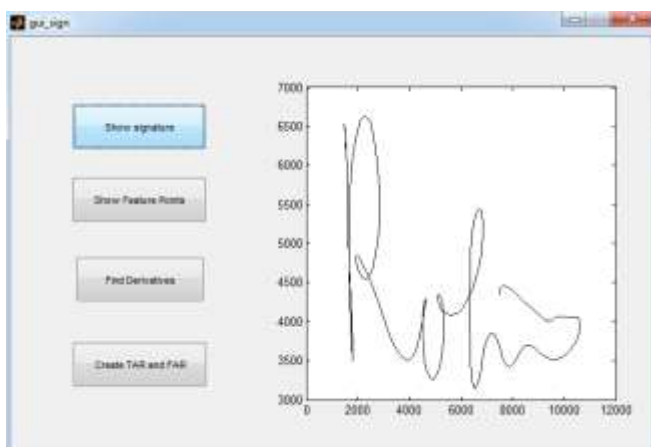 gui_sign
Show signature
Show Feature Points
Find Derivatives
Create TAR and FAR
7000
6500
6000
5500
5000
4500
4000
3500
3000
0 2000 4000 6000 8000 10000 12000